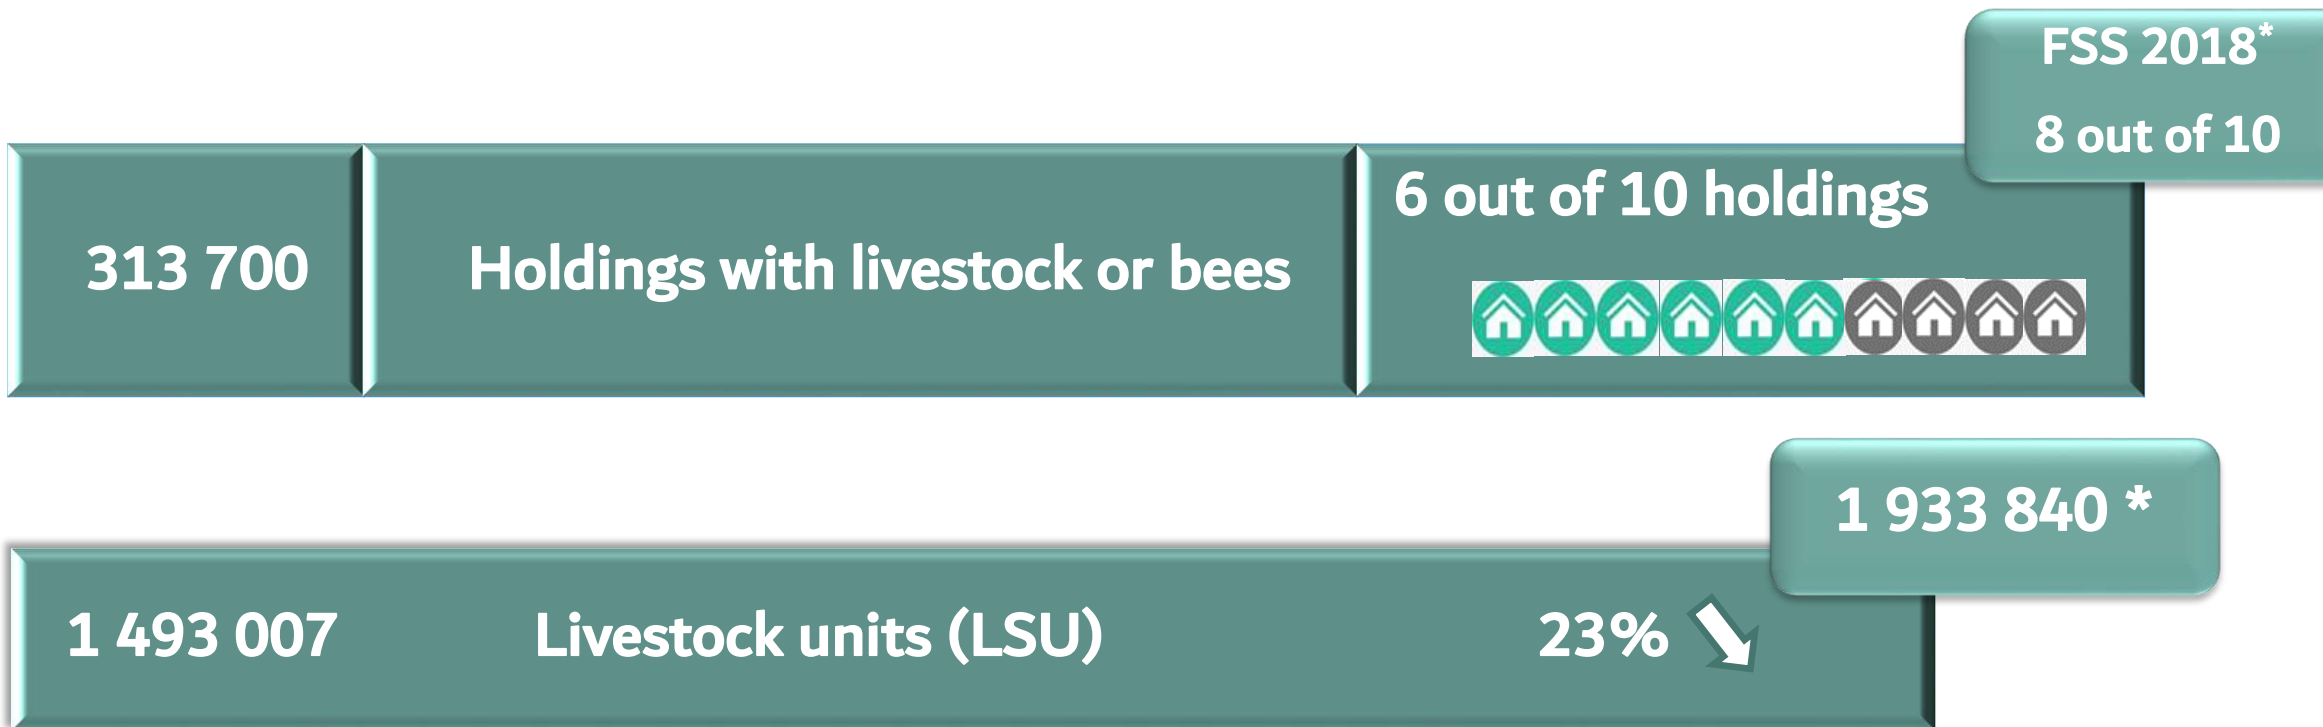 FSS 2018*
8 out of 10
6 out of 10 holdings
313 700
Holdings with livestock or bees
1 933 840 *
1 493 007
Livestock units (LSU)
23%